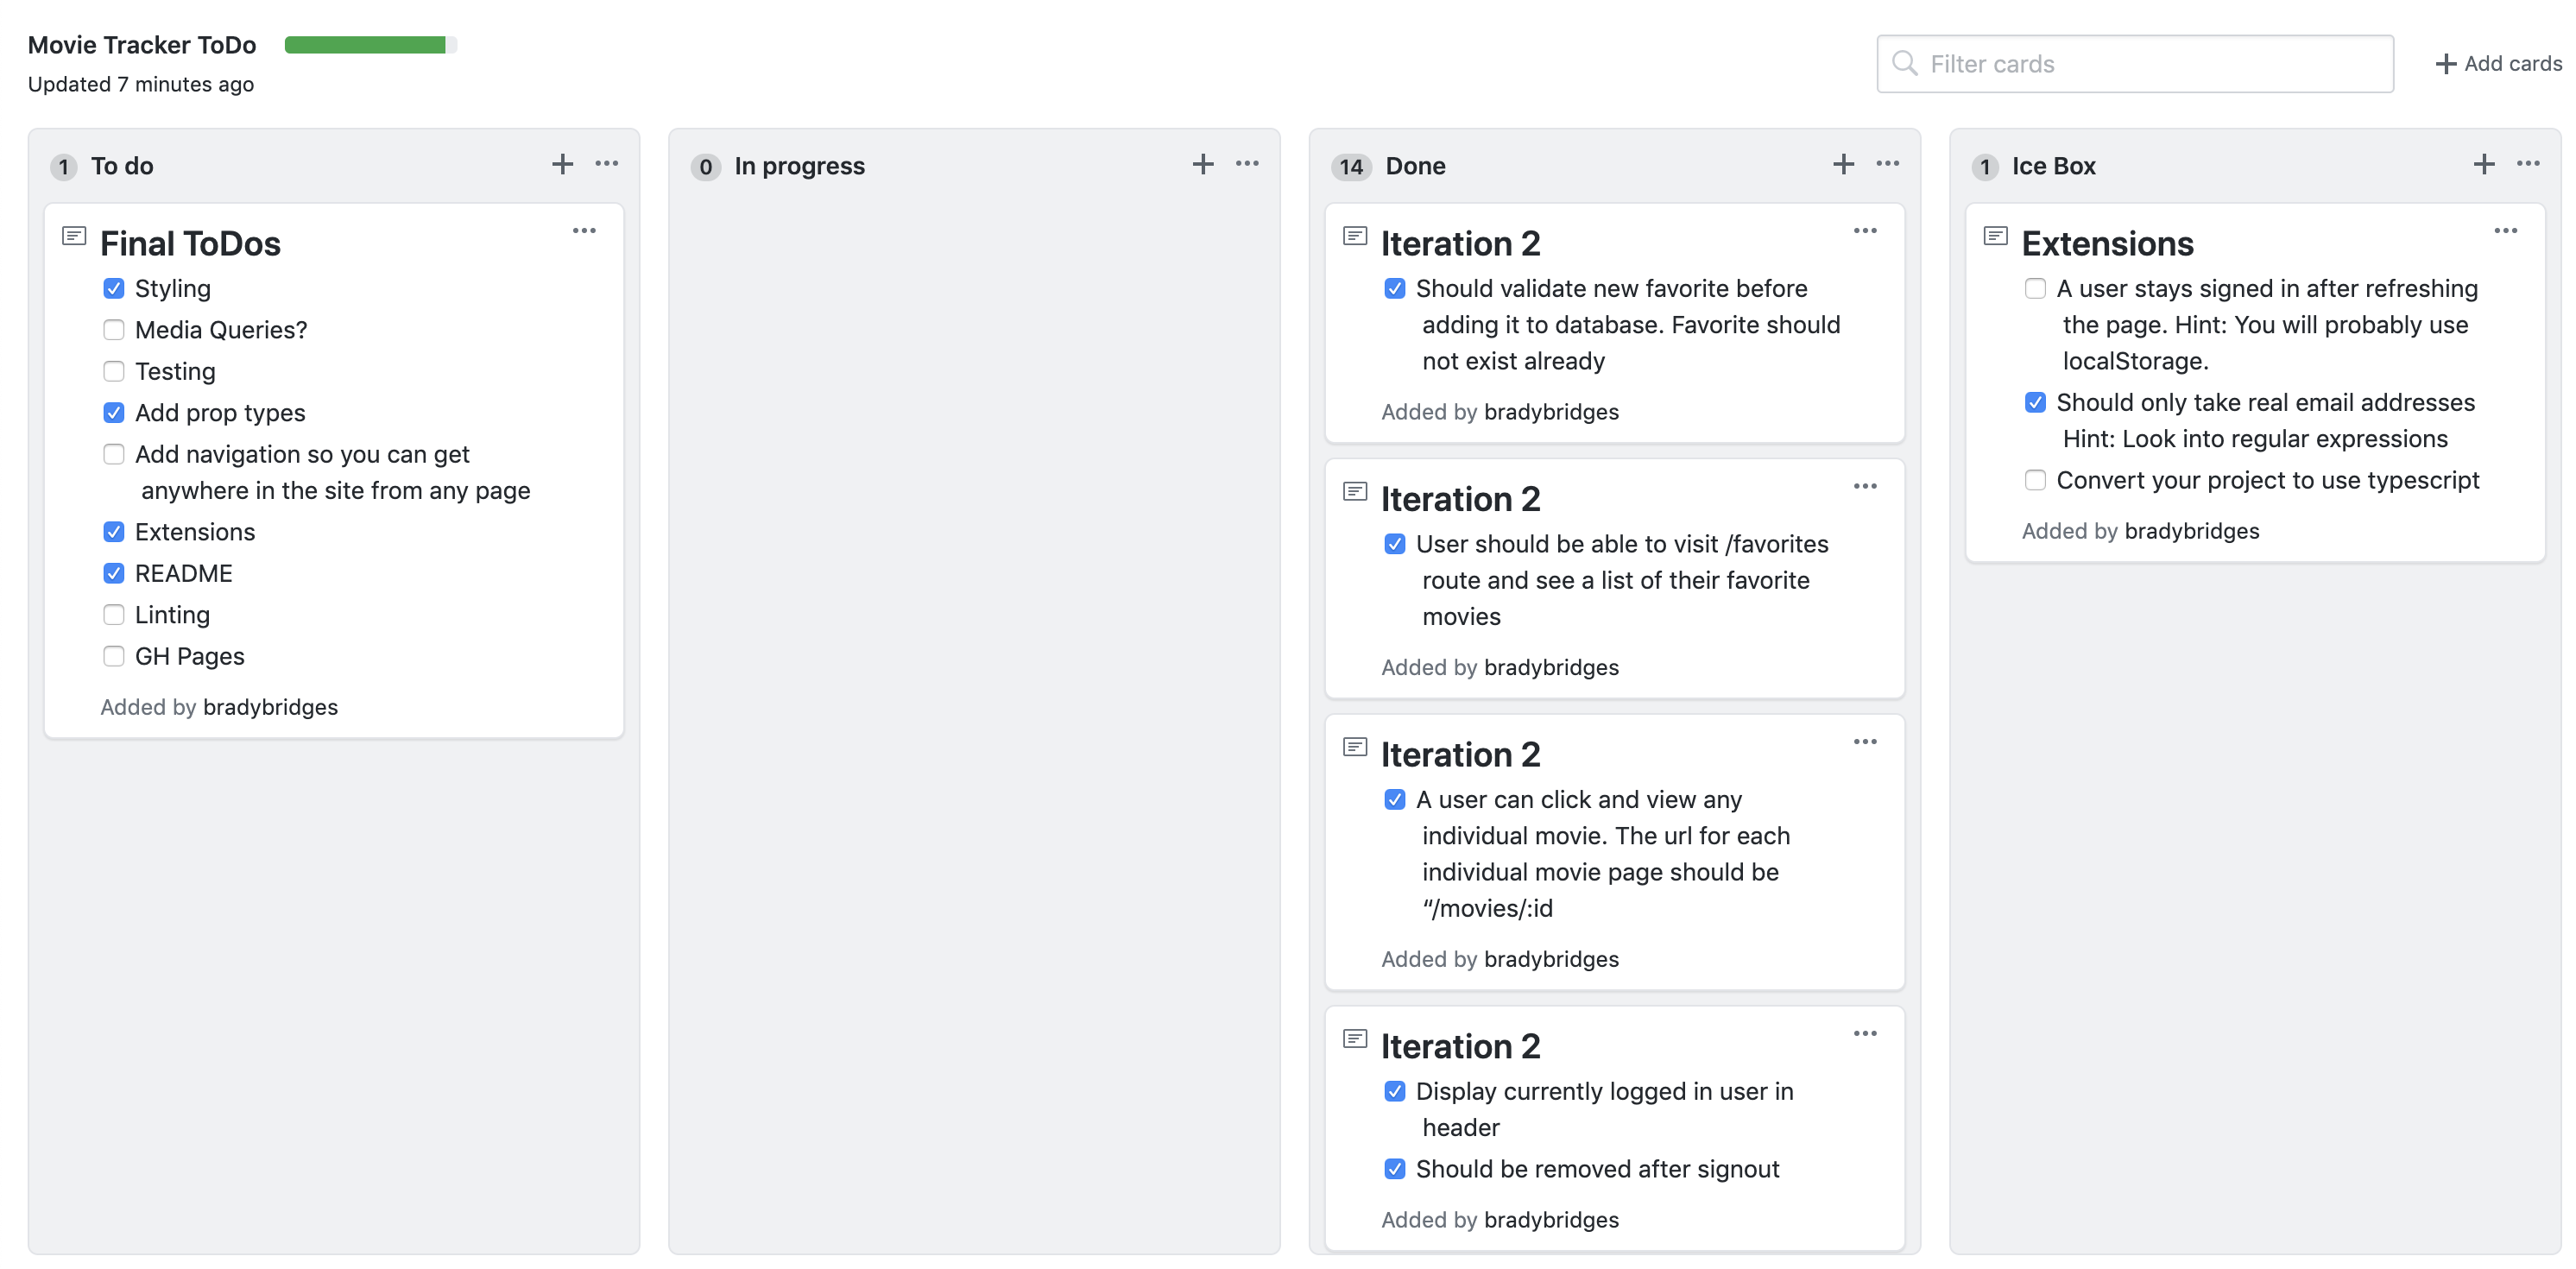 Movie Tracker ToDo
Updated 7 minutes ago
Filter cards
Add cards
1 To do
Final ToDos
Styling
Media Queries?
Testing
Add prop types
Add navigation so you can get
anywhere in the site from any page
Extensions
README
Linting
GH Pages
Added by bradybridges
0 In progress
14 Done
Iteration 2
Should validate new favorite before
adding it to database. Favorite should
not exist already
Added by bradybridges
Iteration 2
User should be able to visit /favorites
route and see a list of their favorite
movies
Added by bradybridges
Iteration 2
A user can click and view any
individual movie. The url for each
individual movie page should be
“/movies/:id
Added by bradybridges
Iteration 2
Display currently logged in user in
header
Should be removed after signout
Added by bradybridges
1 Ice Box
Extensions
A user stays signed in after refreshing
the page. Hint: You will probably use
localStorage.
Should only take real email addresses
Hint: Look into regular expressions
Convert your project to use typescript
Added by bradybridges